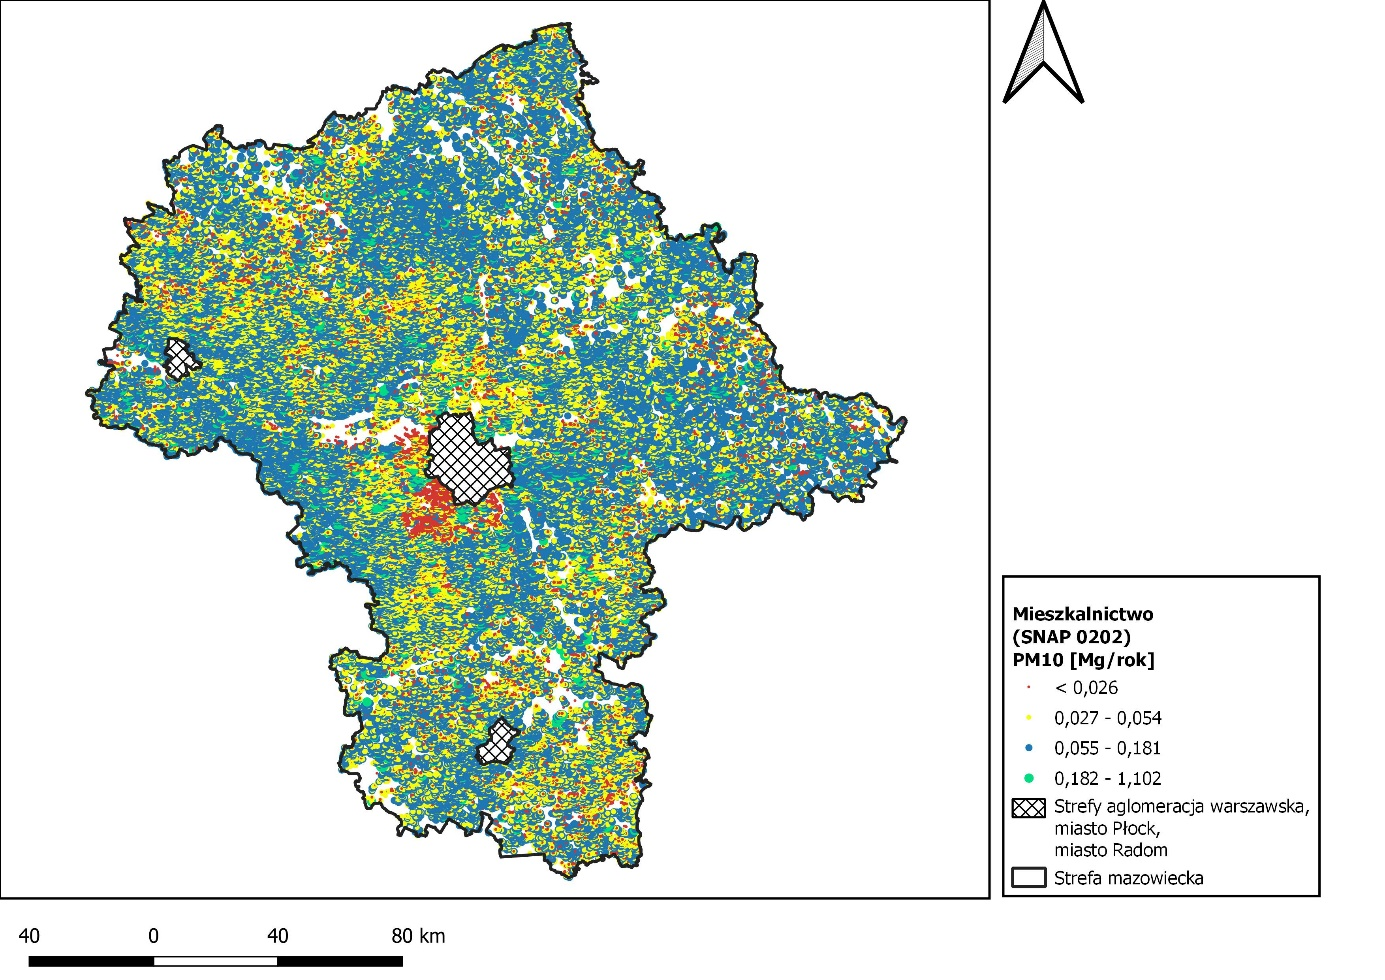 Mieszkalnictwo
(SNAP 0202)
PM10 [Mg/rok]
< 0,026
0,027 - 0,054
0,055 - 0,181
0,182 - 1,102
Strefy aglomeracja warszawska,
miasto Płock,
miasto Radom
Strefa mazowiecka
40 0 40 80 km